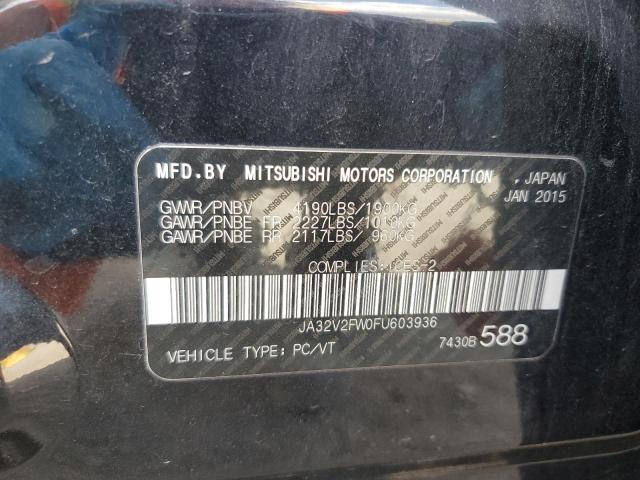 MFD.BY MITSUBISHI MOTORS CORPORATION , JAPAN
JAN 2015
GVWR/PNBV 4190LBS/1900KG
GAWR/PNBE FR 2227LBS/1010KG
GAWR/PNBE RR 2117LBS/ 960KG
COMPLIES:ICES-2
JA32V2FW0FU603936
VEHICLE TYPE: PC/VT 7430B 588